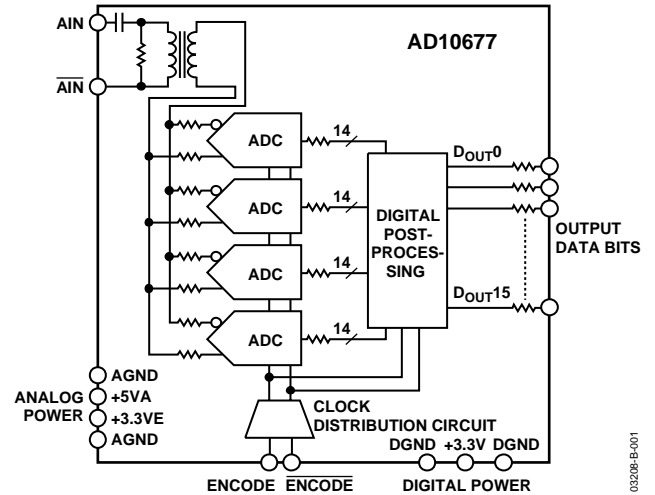 AIN
AD10677
AIN
ADC
14
DOUT0
ADC
14
DIGITAL
POST-
PROCES-
SING
OUTPUT
DATA BITS
ADC
14
DOUT15
ADC
14
AGND
ANALOG
POWER
+5VA
+3.3VE
AGND
CLOCK
DISTRIBUTION CIRCUIT
DGND +3.3V DGND
ENCODE ENCODE
DIGITAL POWER
03208-B-001